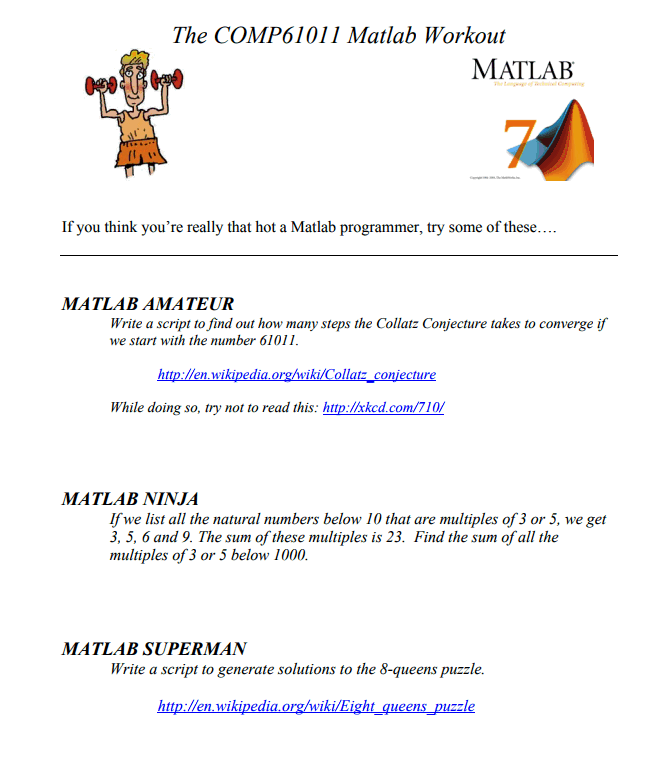 The COMP61011 Matlab Workout
MATLAB®
The Language of Technical Computing
7
If you think you’re really that hot a Matlab programmer, try some of these….
MATLAB AMATEUR
Write a script to find out how many steps the Collatz Conjecture takes to converge if
we start with the number 61011.
http://en.wikipedia.org/wiki/Collatz_conjecture
While doing so, try not to read this: http://xkcd.com/710/
MATLAB NINJA
If we list all the natural numbers below 10 that are multiples of 3 or 5, we get
3, 5, 6 and 9. The sum of these multiples is 23.  Find the sum of all the
multiples of 3 or 5 below 1000.
MATLAB SUPERMAN
Write a script to generate solutions to the 8-queens puzzle.
http://en.wikipedia.org/wiki/Eight_queens_puzzle